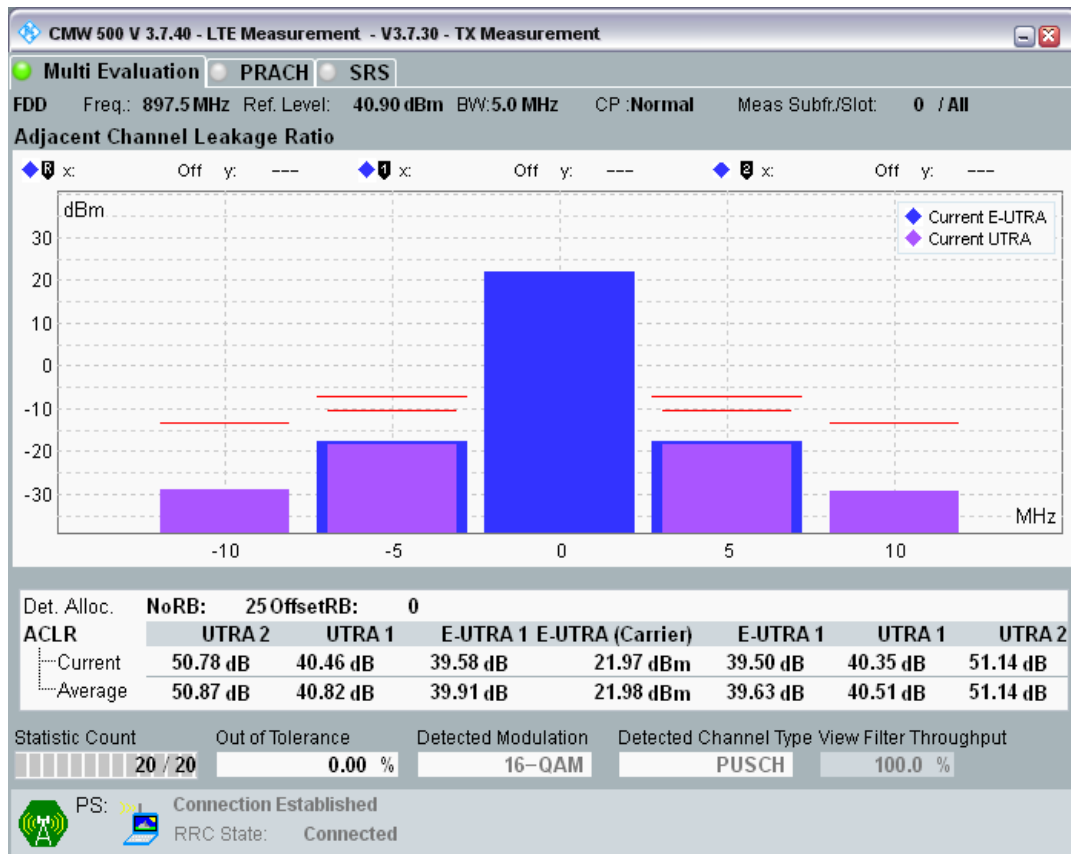 CMW 500 V 3.7.40 - LTE Measurement - V3.7.30 - TX Measurement
Multi Evaluation PRACH SRS
FDD Freq.: 897.5 MHz Ref. Level: 40.90 dBm BW:5.0 MHz CP :Normal Meas Subfr./Slot: 0 / All
Adjacent Channel Leakage Ratio
R x: Off y: --- 1 x: Off y: --- 2 x: Off y: ---
dBm
Current E-UTRA
Current UTRA
30
20
10
0
-10
-20
-30
MHz
-10 -5 0 5 10
Det. Alloc. NoRB: 25 OffsetRB: 0
ACLR UTRA 2 UTRA 1 E-UTRA 1 E-UTRA (Carrier) E-UTRA 1 UTRA 1 UTRA 2
Current 50.78 dB 40.46 dB 39.58 dB 21.97 dBm 39.50 dB 40.35 dB 51.14 dB
Average 50.87 dB 40.82 dB 39.91 dB 21.98 dBm 39.63 dB 40.51 dB 51.14 dB
Statistic Count Out of Tolerance Detected Modulation Detected Channel Type View Filter Throughput
20 / 20 0.00 % 16-QAM PUSCH 100.0 %
PS: Connection Established
RRC State: Connected